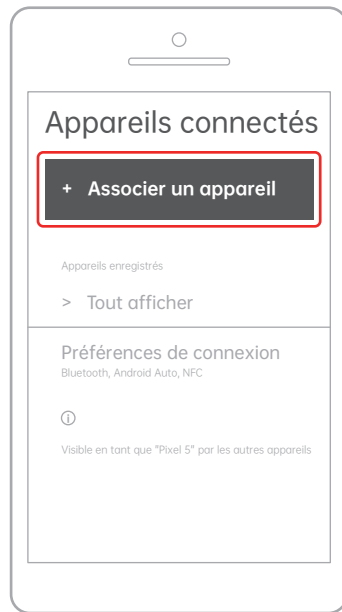 Appareils connectés
+ Associer un appareil
Appareils enregistrés
> Tout afficher
Préférences de connexion
Bluetooth, Android Auto, NFC
Visible en tant que "Pixel 5" par les autres appareils